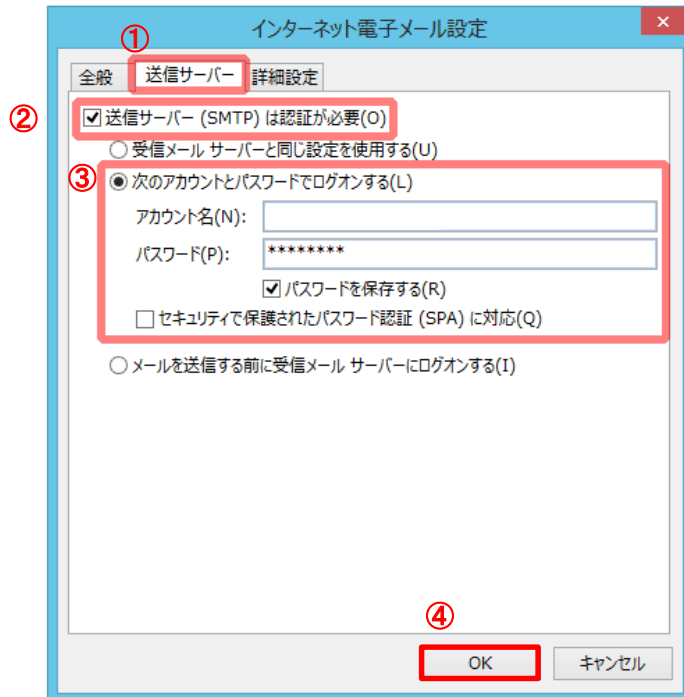 インターネット電子メール設定
×
①
全般 送信サーバー 詳細設定
② 送信サーバー (SMTP) は認証が必要(O)
受信メール サーバーと同じ設定を使用する(U)
③ 次のアカウントとパスワードでログオンする(L)
アカウント名(N):
パスワード(P): ********
パスワードを保存する(R)
セキュリティで保護されたパスワード認証 (SPA) に対応(Q)
メールを送信する前に受信メール サーバーにログオンする(I)
④
OK キャンセル